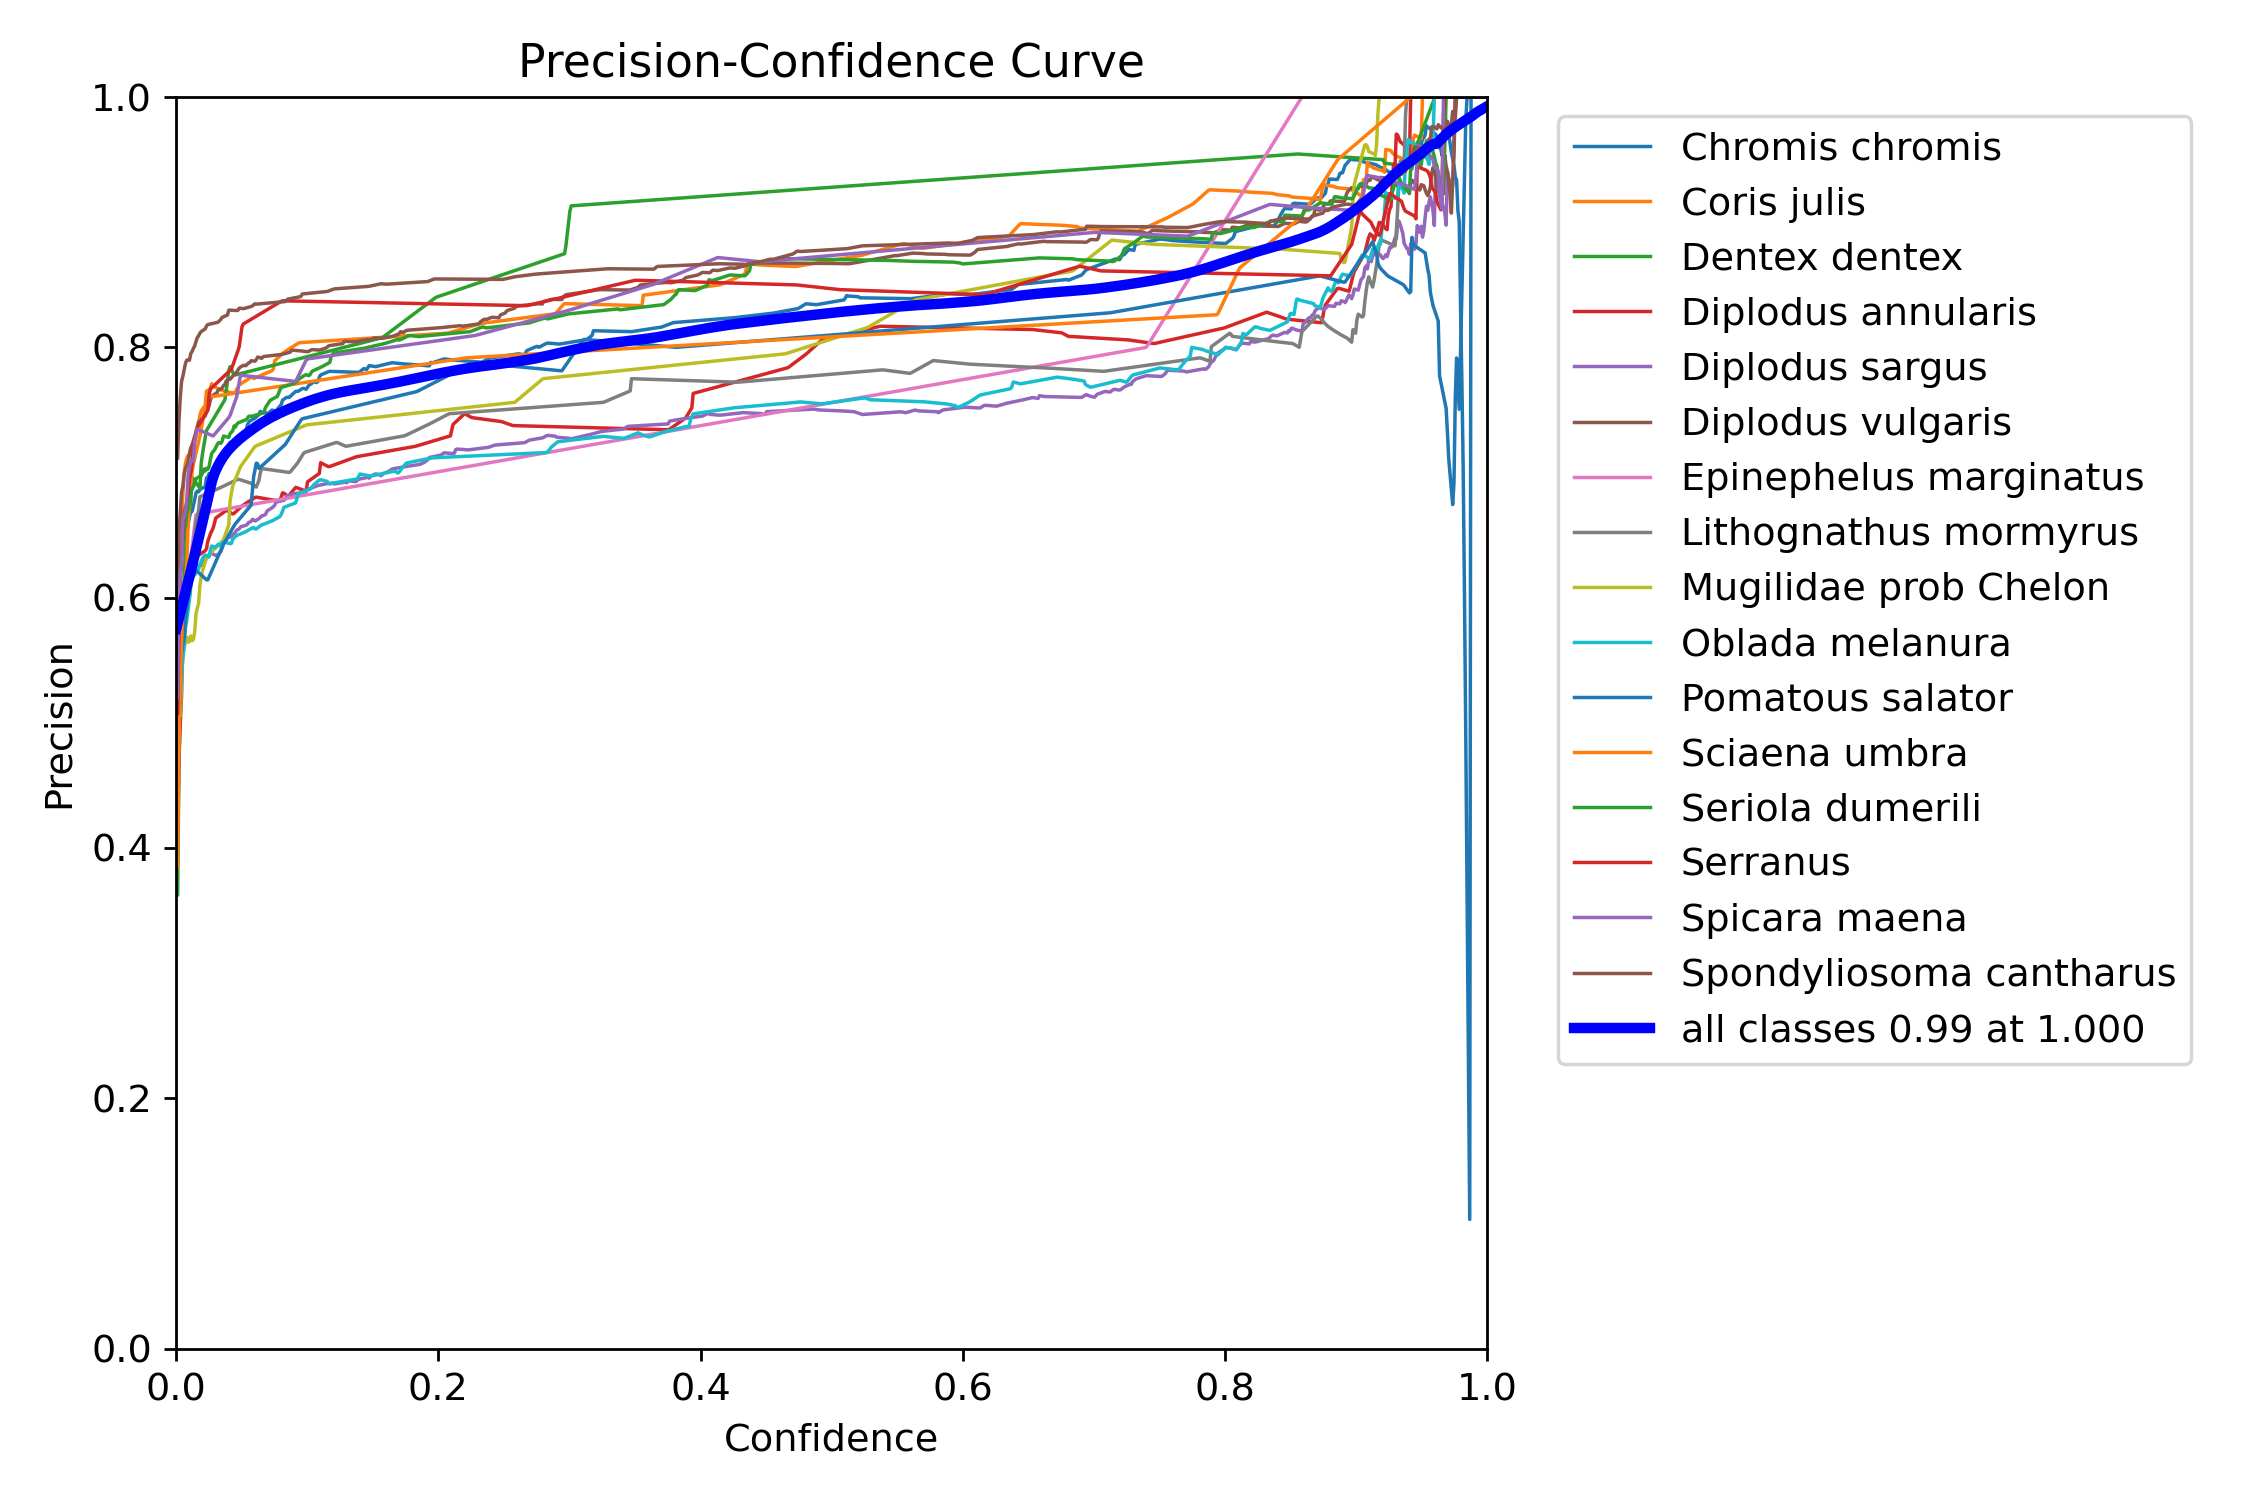 Precision-Confidence Curve
1.0
0.8
0.6
0.4
0.2
0.0
Precision
0.0 0.2 0.4 0.6 0.8 1.0
Confidence
Chromis chromis
Coris julis
Dentex dentex
Diplodus annularis
Diplodus sargus
Diplodus vulgaris
Epinephelus marginatus
Lithognathus mormyrus
Mugilidae prob Chelon
Oblada melanura
Pomatous salator
Sciaena umbra
Seriola dumerili
Serranus
Spicara maena
Spondyliosoma cantharus
all classes 0.99 at 1.000